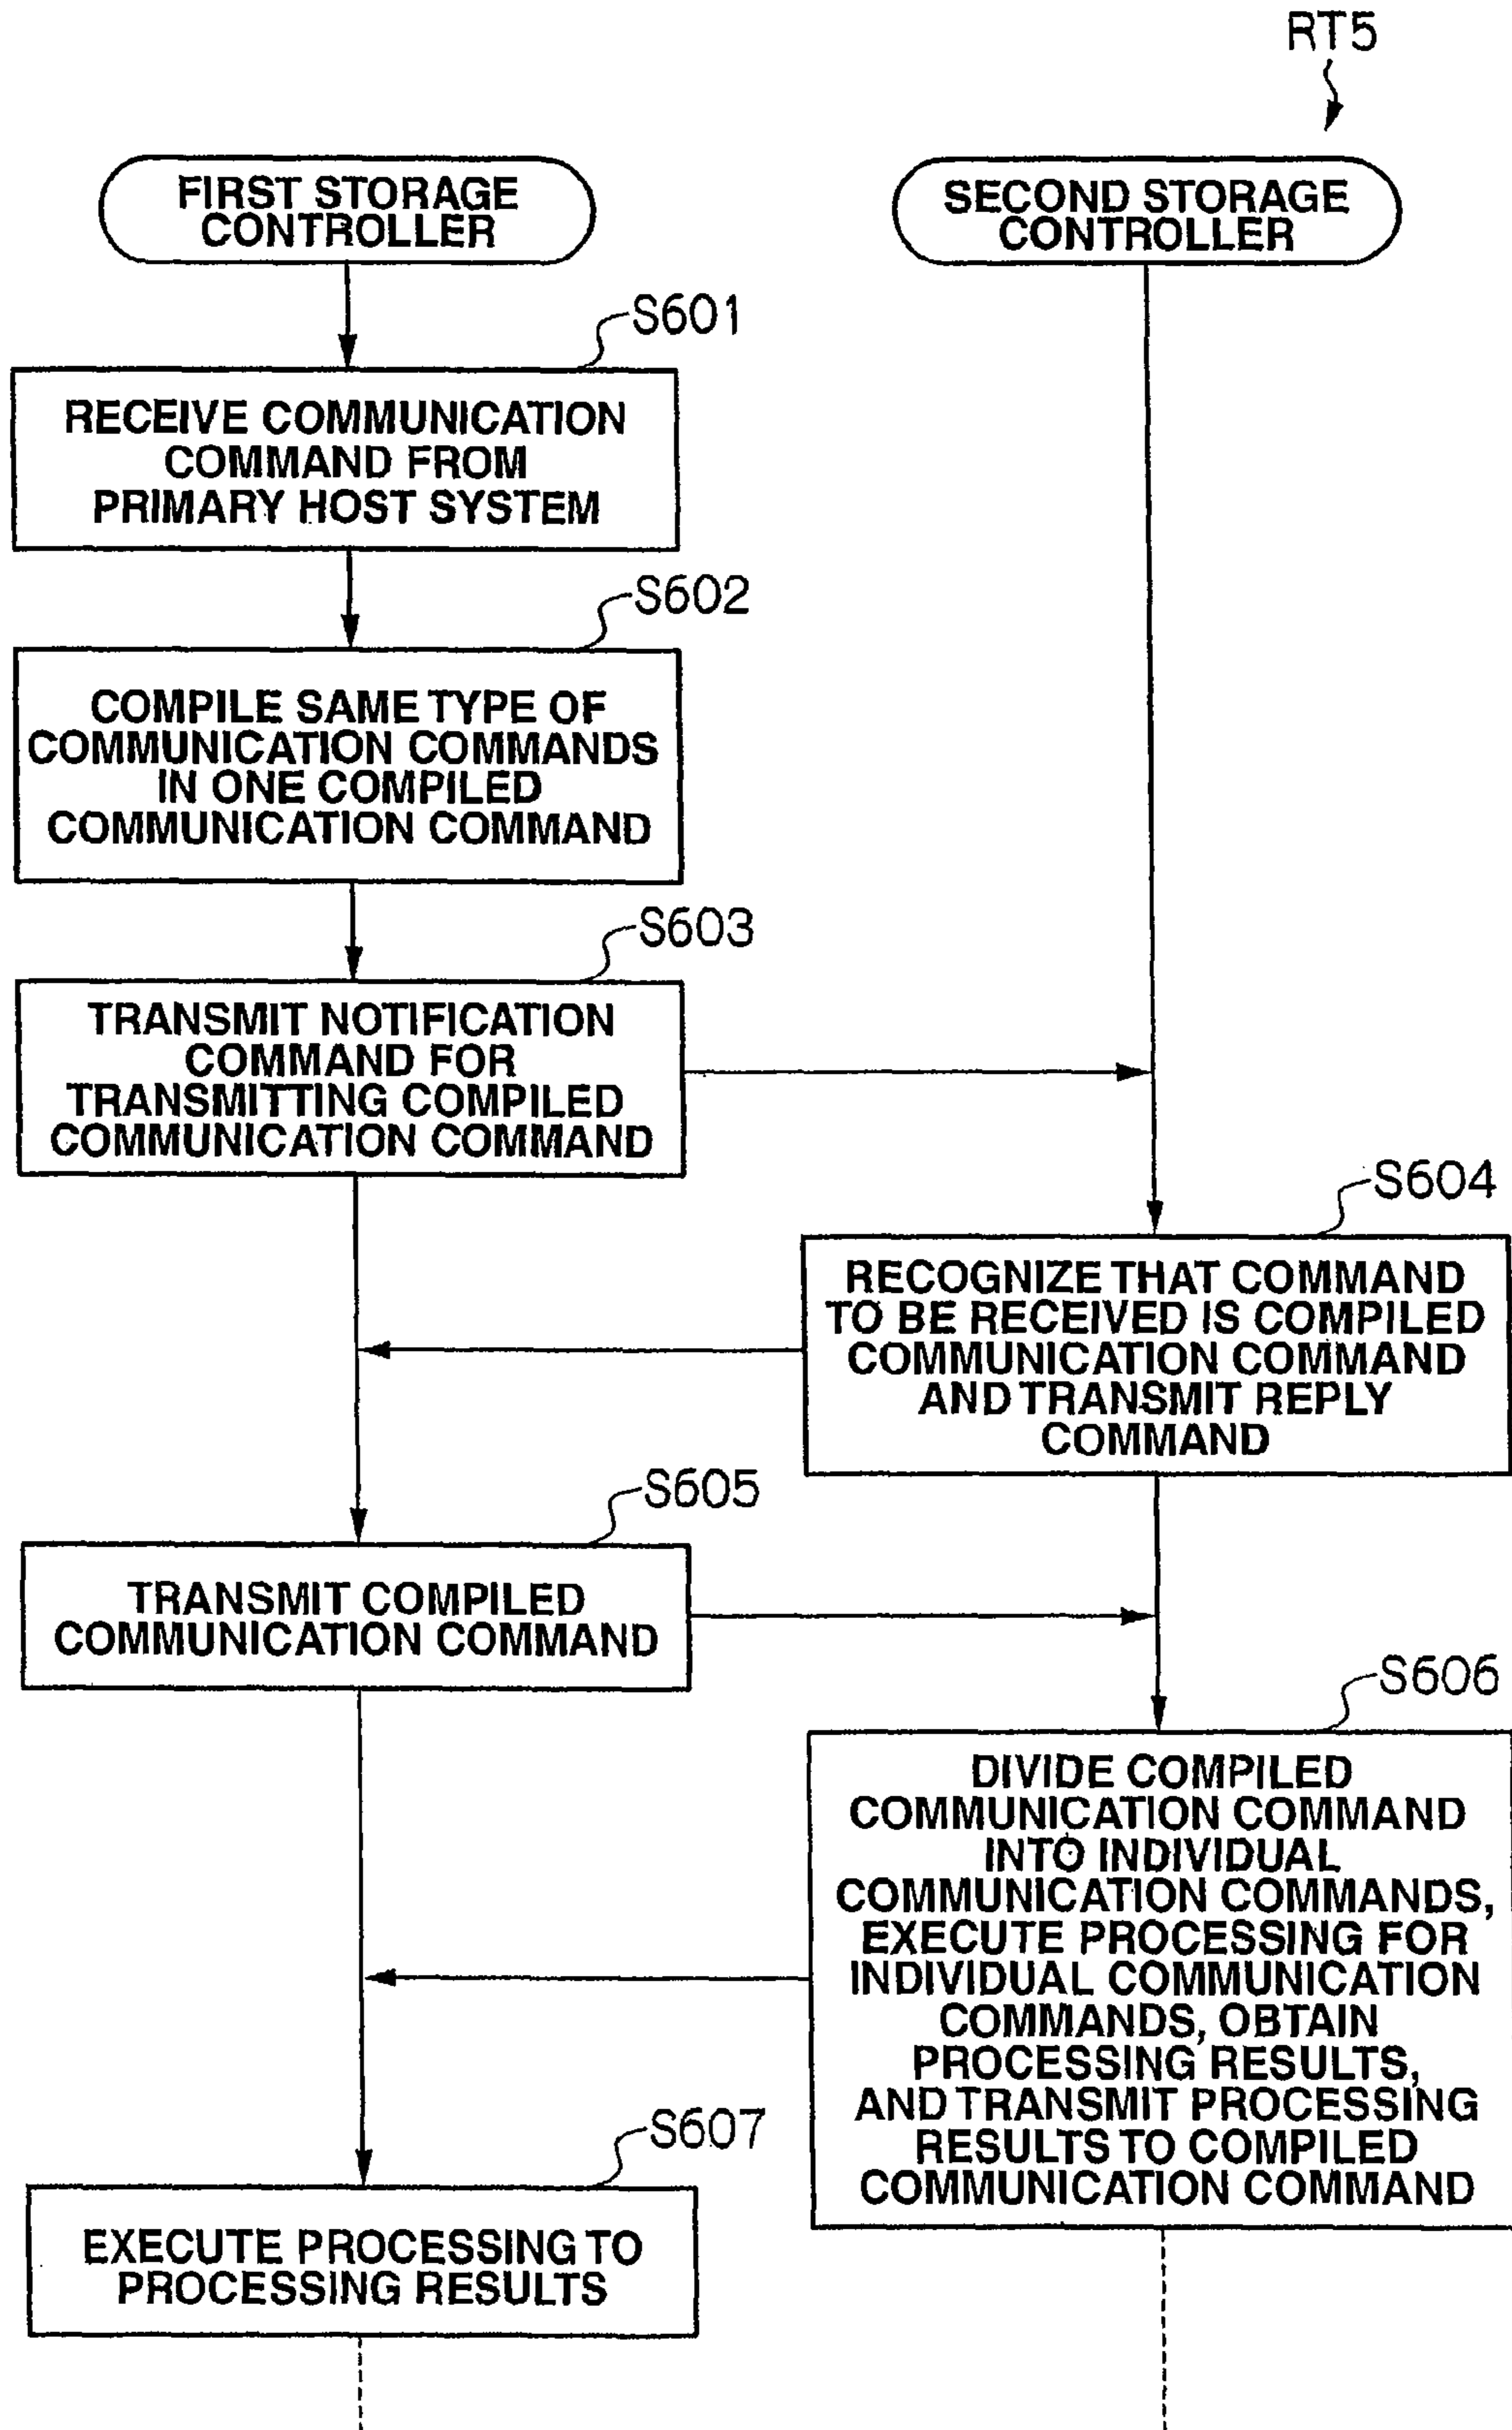 RT5
FIRST STORAGE
CONTROLLER
SECOND STORAGE
CONTROLLER
S601
RECEIVE COMMUNICATION
COMMAND FROM
PRIMARY HOST SYSTEM
S602
COMPILE SAME TYPE OF
COMMUNICATION COMMANDS
IN ONE COMPILED
COMMUNICATION COMMAND
S603
TRANSMIT NOTIFICATION
COMMAND FOR
TRANSMITTING COMPILED
COMMUNICATION COMMAND
S604
RECOGNIZE THAT COMMAND
TO BE RECEIVED IS COMPILED
COMMUNICATION COMMAND
AND TRANSMIT REPLY
COMMAND
S605
TRANSMIT COMPILED
COMMUNICATION COMMAND
S606
DIVIDE COMPILED
COMMUNICATION COMMAND
INTO INDIVIDUAL
COMMUNICATION COMMANDS,
EXECUTE PROCESSING FOR
INDIVIDUAL COMMUNICATION
COMMANDS, OBTAIN
PROCESSING RESULTS,
AND TRANSMIT PROCESSING
RESULTS TO COMPILED
COMMUNICATION COMMAND
S607
EXECUTE PROCESSING TO
PROCESSING RESULTS